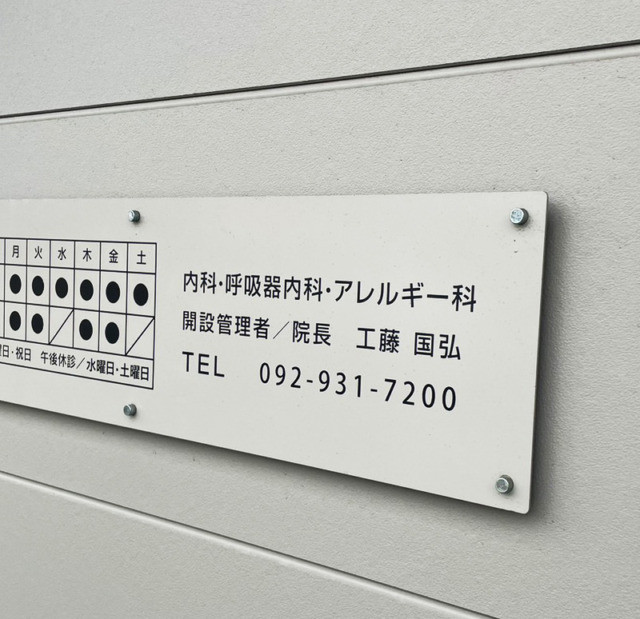 月 火 水 木 金 土
● ● ● ● ● ●
● ● ／ ● ● ／
曜日・祝日 午後休診／水曜日・土曜日
内科・呼吸器内科・アレルギー科
開設管理者／院長 工藤 国弘
TEL 092-931-7200